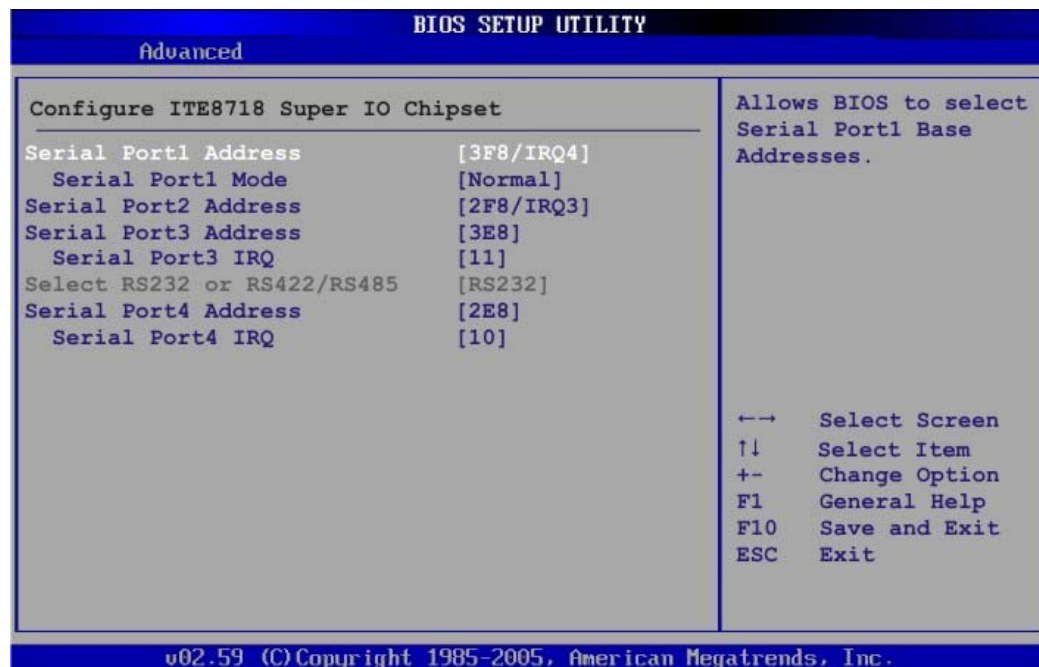 BIOS SETUP UTILITY
Advanced
Configure ITE8718 Super IO Chipset
Serial Port1 Address [3F8/IRQ4]
Serial Port1 Mode [Normal]
Serial Port2 Address [2F8/IRQ3]
Serial Port3 Address [3E8]
Serial Port3 IRQ [11]
Select RS232 or RS422/RS485 [RS232]
Serial Port4 Address [2E8]
Serial Port4 IRQ [10]
Allows BIOS to select
Serial Port1 Base
Addresses.
←→ Select Screen
↑↓ Select Item
+- Change Option
F1 General Help
F10 Save and Exit
ESC Exit
v02.59 (C)Copyright 1985-2005, American Megatrends, Inc.